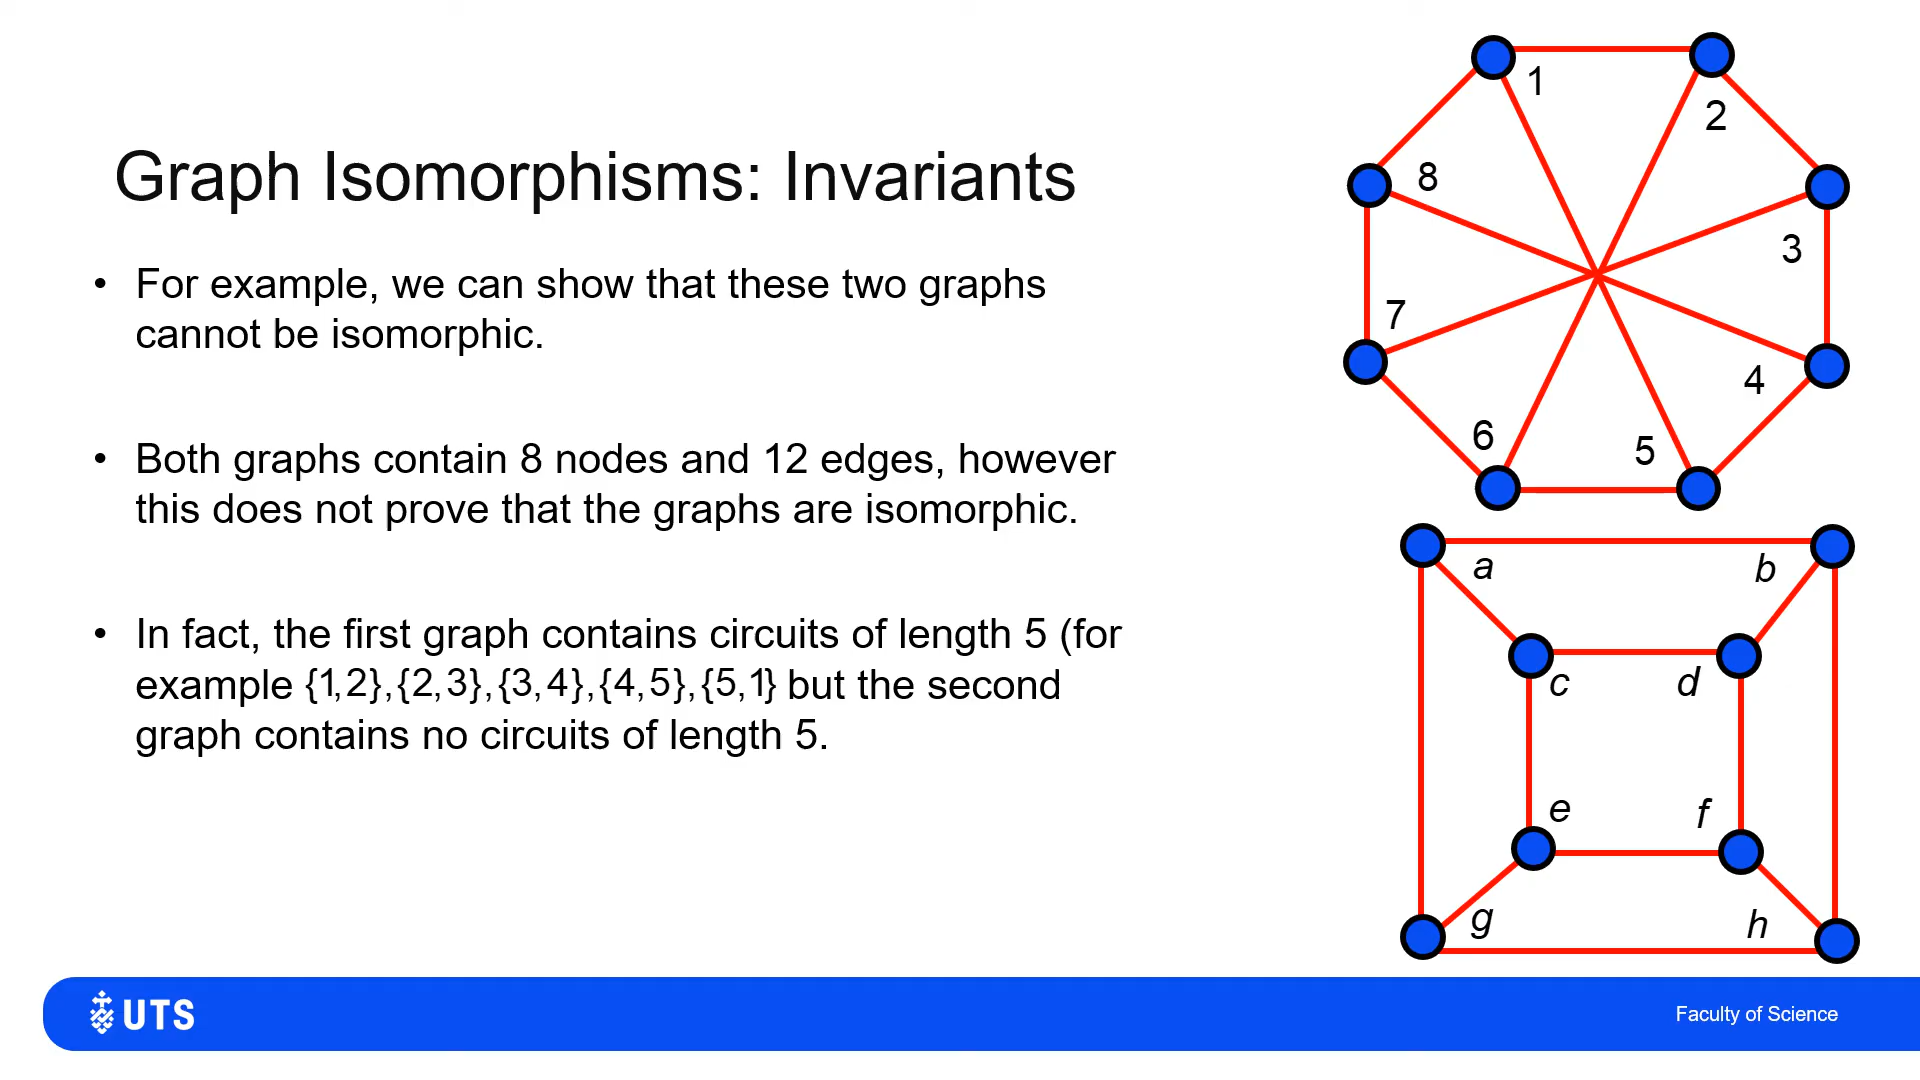 Graph Isomorphisms: Invariants
• For example, we can show that these two graphs
cannot be isomorphic.
• Both graphs contain 8 nodes and 12 edges, however
this does not prove that the graphs are isomorphic.
• In fact, the first graph contains circuits of length 5 (for
example {1,2},{2,3},{3,4},{4,5},{5,1} but the second
graph contains no circuits of length 5.
1
2
8
3
7
4
6
5
a
b
c
d
e
f
g
h
UTS
Faculty of Science